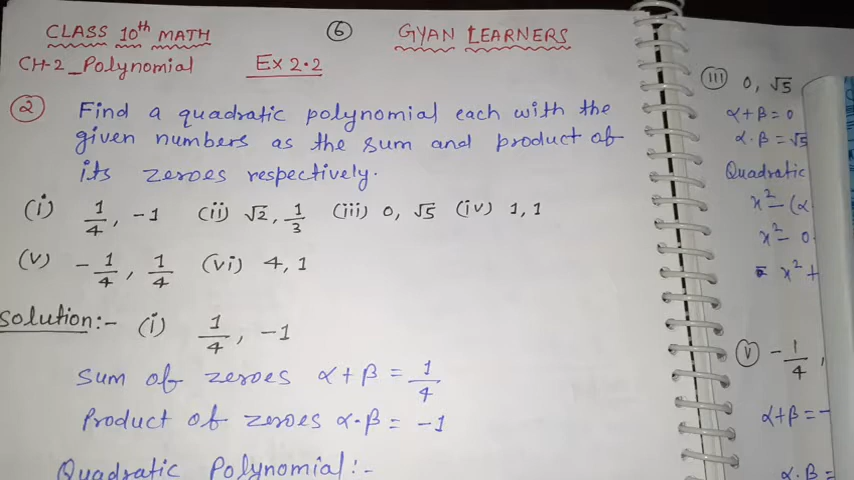 CLASS 10th MATH
6
GYAN LEARNERS
CH-2_Polynomial
Ex 2.2
2 Find a quadratic polynomial each with the
given numbers as the sum and product of
its zeroes respectively.
(i) 1/4, -1 (ii) √2, 1/3 (iii) 0, √5 (iv) 1, 1
(v) -1/4, 1/4 (vi) 4, 1
Solution:- (i) 1/4, -1
Sum of zeroes α+β = 1/4
Product of zeroes α·β = -1
Quadratic Polynomial:-
III 0, √5
α+β = 0
α·β = √5
Quadratic
x² - (α
x² - 0
x² +
V -1/4,
α+β = -
α·β =